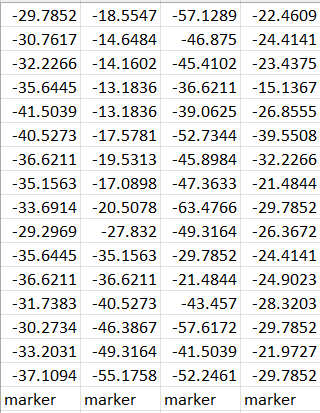 -29.7852 -18.5547 -57.1289 -22.4609
-30.7617 -14.6484 -46.875 -24.4141
-32.2266 -14.1602 -45.4102 -23.4375
-35.6445 -13.1836 -36.6211 -15.1367
-41.5039 -13.1836 -39.0625 -26.8555
-40.5273 -17.5781 -52.7344 -39.5508
-36.6211 -19.5313 -45.8984 -32.2266
-35.1563 -17.0898 -47.3633 -21.4844
-33.6914 -20.5078 -63.4766 -29.7852
-29.2969 -27.832 -49.3164 -26.3672
-35.6445 -35.1563 -29.7852 -24.4141
-36.6211 -36.6211 -21.4844 -24.9023
-31.7383 -40.5273 -43.457 -28.3203
-30.2734 -46.3867 -57.6172 -29.7852
-33.2031 -49.3164 -41.5039 -21.9727
-37.1094 -55.1758 -52.2461 -29.7852
marker marker marker marker